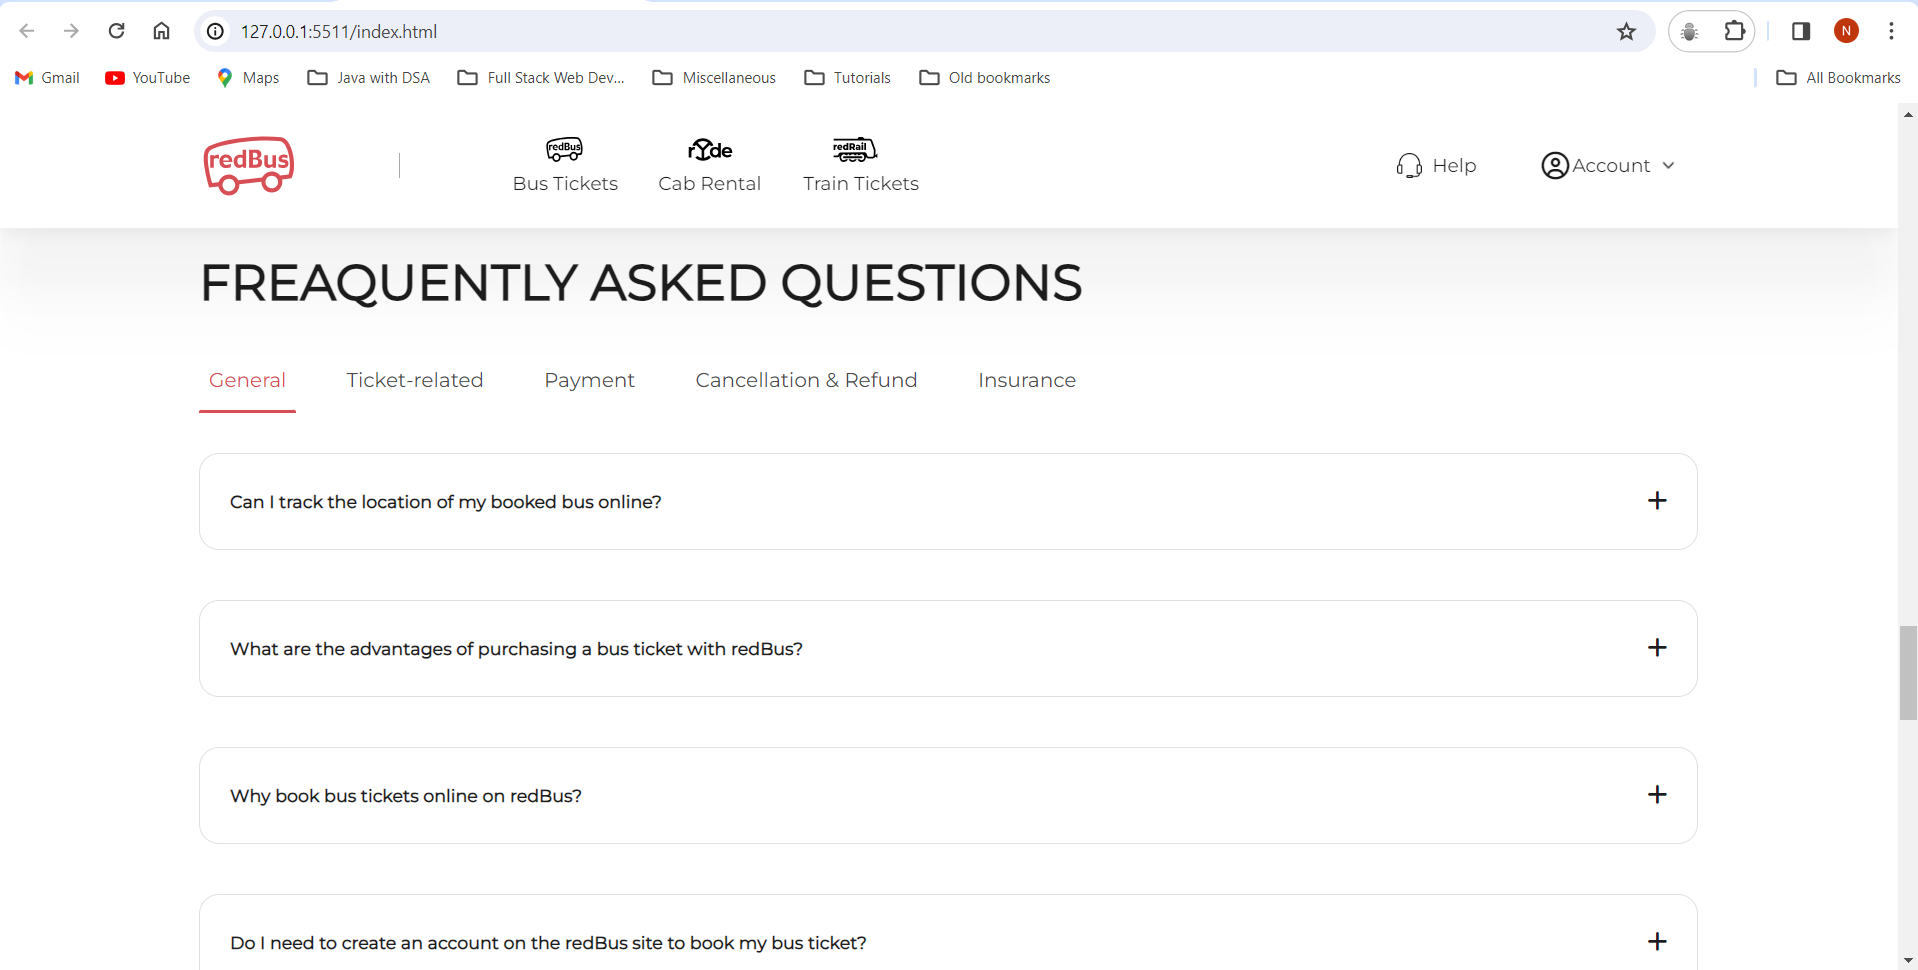 127.0.0.1:5511/index.html
N
Gmail YouTube Maps Java with DSA Full Stack Web Dev... Miscellaneous Tutorials Old bookmarks All Bookmarks
redBus
redBus ryde redRail
Bus Tickets Cab Rental Train Tickets
Help Account
FREAQUENTLY ASKED QUESTIONS
General Ticket-related Payment Cancellation & Refund Insurance
Can I track the location of my booked bus online?
What are the advantages of purchasing a bus ticket with redBus?
Why book bus tickets online on redBus?
Do I need to create an account on the redBus site to book my bus ticket?